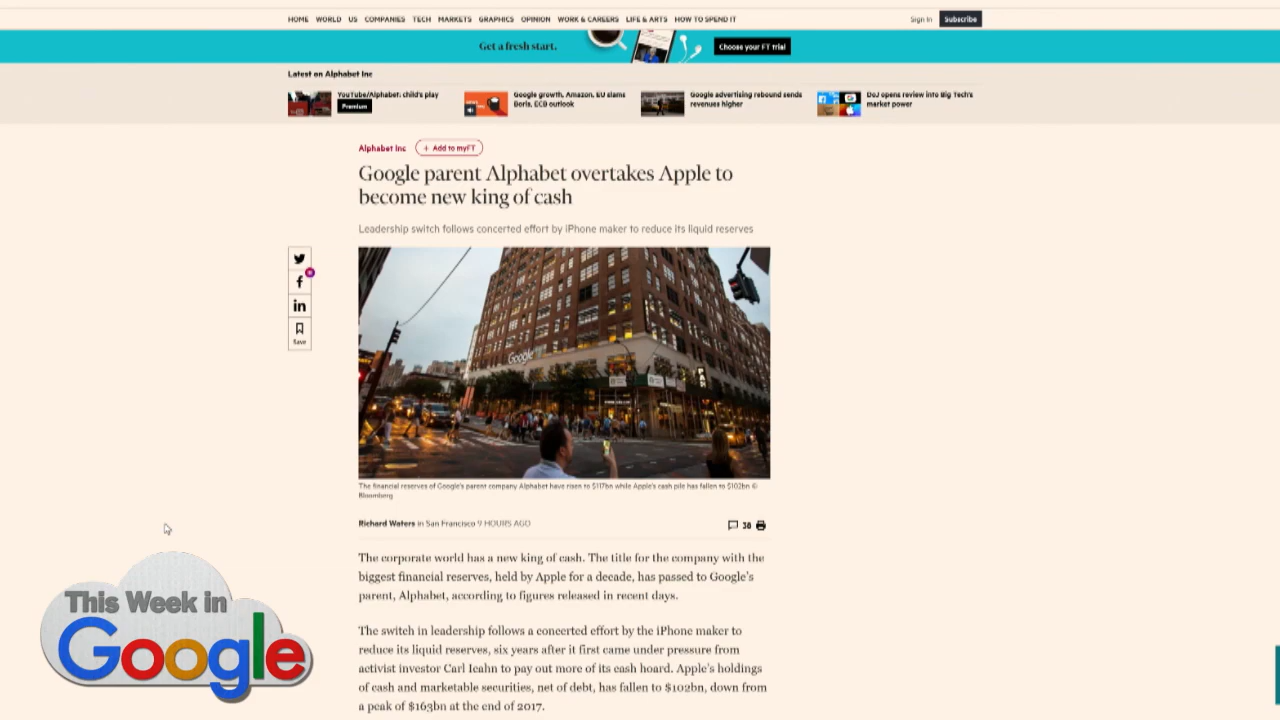 HOME WORLD US COMPANIES TECH MARKETS GRAPHICS OPINION WORK & CAREERS LIFE & ARTS HOW TO SPEND IT
Sign In Subscribe
Get a fresh start. Choose your FT trial
Latest on Alphabet Inc
YouTube/Alphabet: child's play
Premium
Google growth, Amazon, EU slams
Boris, ECB outlook
Google advertising rebound sends
revenues higher
DoJ opens review into Big Tech's
market power
Alphabet Inc + Add to myFT
Google parent Alphabet overtakes Apple to
become new king of cash
Leadership switch follows concerted effort by iPhone maker to reduce its liquid reserves
Save
Google
The financial reserves of Google's parent company Alphabet have risen to $117bn while Apple's cash pile has fallen to $102bn ©
Bloomberg
Richard Waters in San Francisco 9 HOURS AGO
38
The corporate world has a new king of cash. The title for the company with the
biggest financial reserves, held by Apple for a decade, has passed to Google's
parent, Alphabet, according to figures released in recent days.
The switch in leadership follows a concerted effort by the iPhone maker to
reduce its liquid reserves, six years after it first came under pressure from
activist investor Carl Icahn to pay out more of its cash hoard. Apple's holdings
of cash and marketable securities, net of debt, has fallen to $102bn, down from
a peak of $163bn at the end of 2017.
This Week in
Google